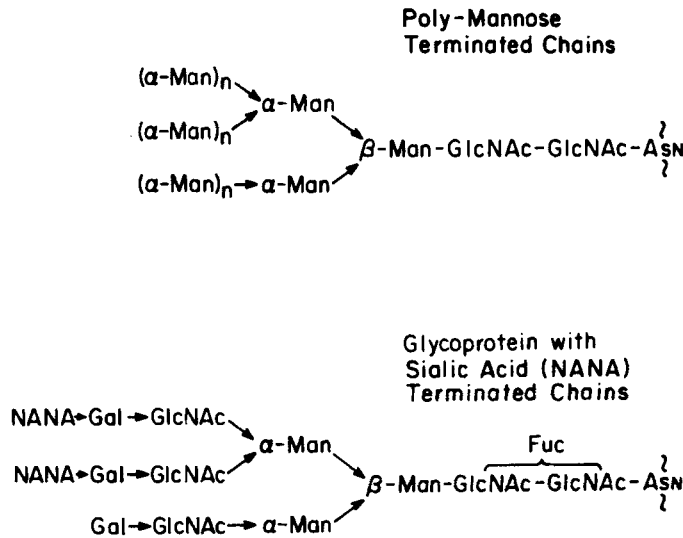 Poly-Mannose
Terminated Chains
(α-Man)n
α-Man
(α-Man)n
β-Man-GlcNAc-GlcNAc-ASN
(α-Man)n→α-Man
Glycoprotein with
Sialic Acid (NANA)
Terminated Chains
NANA→Gal→GlcNAc
Fuc
α-Man
NANA→Gal→GlcNAc
β-Man-GlcNAc-GlcNAc-ASN
Gal→GlcNAc→α-Man